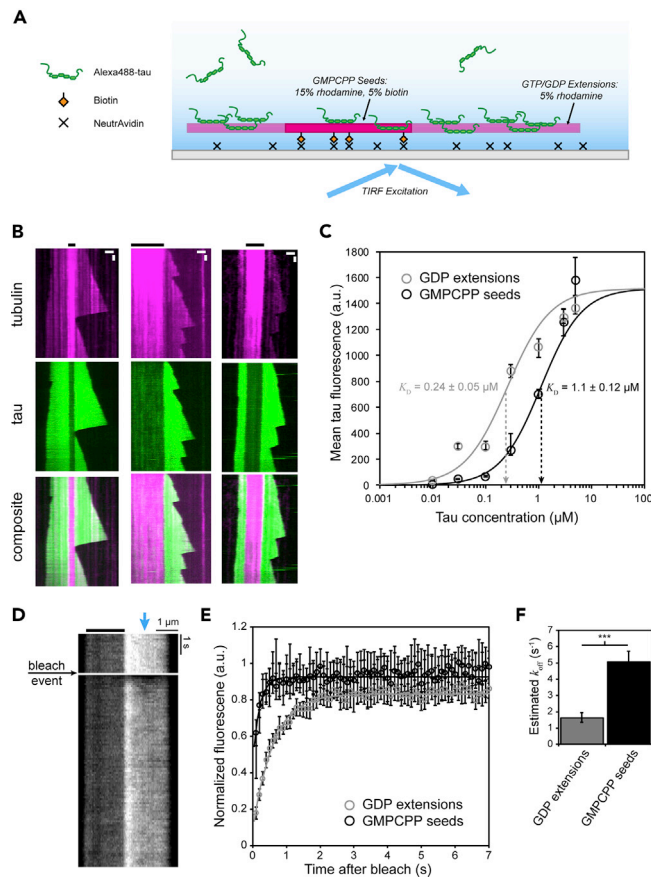 A
Alexa488-tau
Biotin
NeutrAvidin
GMPCPP Seeds:
15% rhodamine, 5% biotin
GTP/GDP Extensions:
5% rhodamine
TIRF Excitation
B
tubulin
tau
composite
C
Mean tau fluorescence (a.u.)
1800
1600
1400
1200
1000
800
600
400
200
0
GDP extensions
GMPCPP seeds
K_D = 0.24 ± 0.05 µM
K_D = 1.1 ± 0.12 µM
0.001
0.01
0.1
1
10
100
Tau concentration (µM)
D
1 µm
1 s
bleach
event
E
Normalized fluorescene (a.u.)
1.2
1
0.8
0.6
0.4
0.2
0
GDP extensions
GMPCPP seeds
0 1 2 3 4 5 6 7
Time after bleach (s)
F
Estimated k_off (s⁻¹)
7
6
5
4
3
2
1
0
***
GDP extensions
GMPCPP seeds